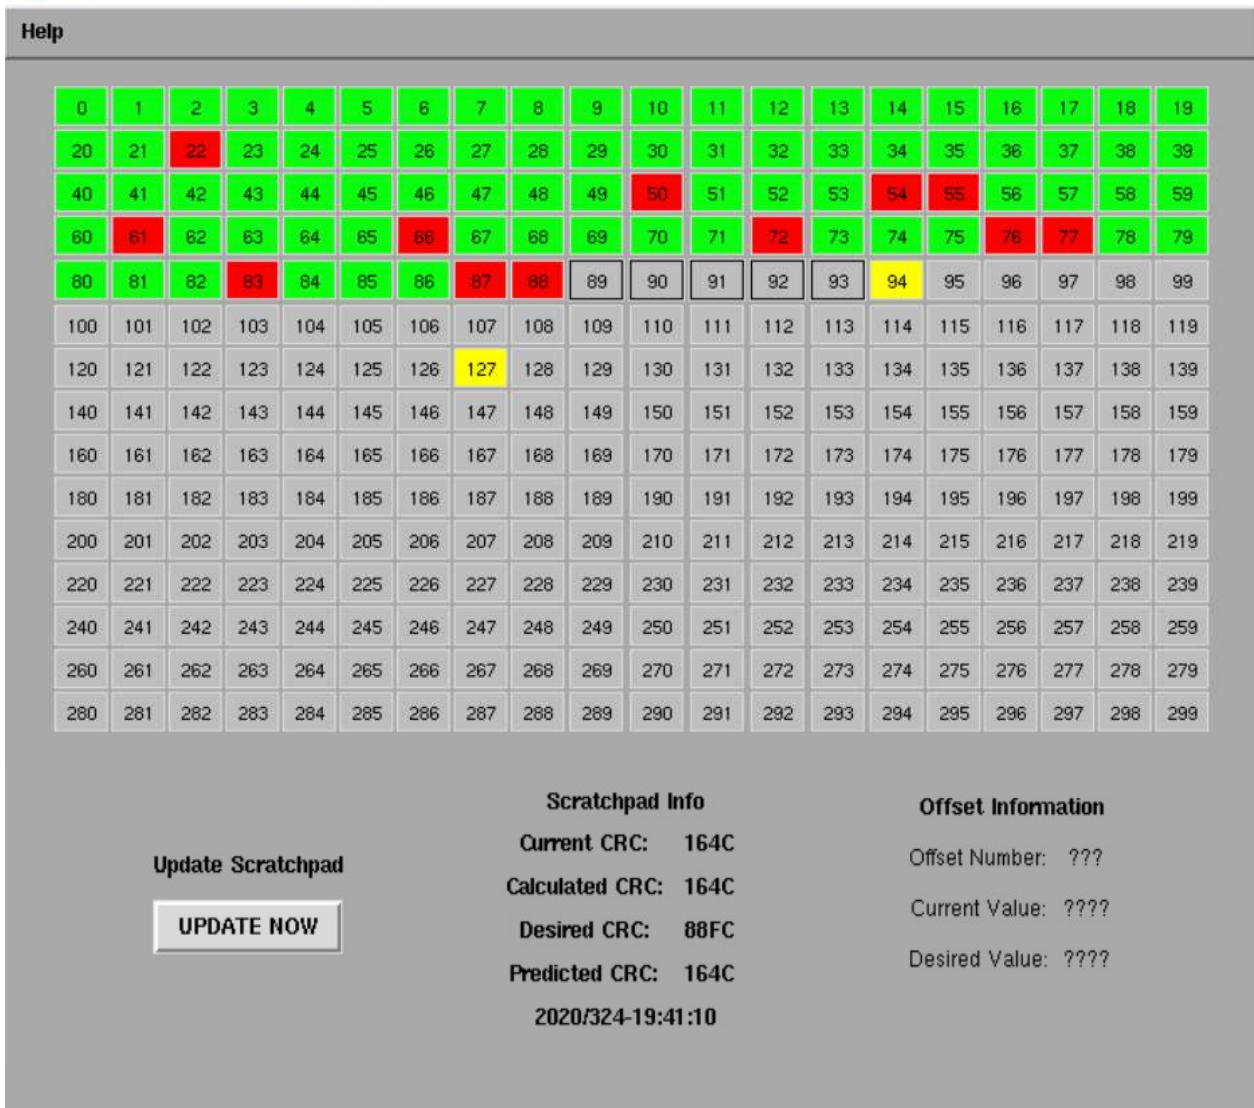 Help
0 1 2 3 4 5 6 7 8 9 10 11 12 13 14 15 16 17 18 19
20 21 22 23 24 25 26 27 28 29 30 31 32 33 34 35 36 37 38 39
40 41 42 43 44 45 46 47 48 49 50 51 52 53 54 55 56 57 58 59
60 61 62 63 64 65 66 67 68 69 70 71 72 73 74 75 76 77 78 79
80 81 82 83 84 85 86 87 88 89 90 91 92 93 94 95 96 97 98 99
100 101 102 103 104 105 106 107 108 109 110 111 112 113 114 115 116 117 118 119
120 121 122 123 124 125 126 127 128 129 130 131 132 133 134 135 136 137 138 139
140 141 142 143 144 145 146 147 148 149 150 151 152 153 154 155 156 157 158 159
160 161 162 163 164 165 166 167 168 169 170 171 172 173 174 175 176 177 178 179
180 181 182 183 184 185 186 187 188 189 190 191 192 193 194 195 196 197 198 199
200 201 202 203 204 205 206 207 208 209 210 211 212 213 214 215 216 217 218 219
220 221 222 223 224 225 226 227 228 229 230 231 232 233 234 235 236 237 238 239
240 241 242 243 244 245 246 247 248 249 250 251 252 253 254 255 256 257 258 259
260 261 262 263 264 265 266 267 268 269 270 271 272 273 274 275 276 277 278 279
280 281 282 283 284 285 286 287 288 289 290 291 292 293 294 295 296 297 298 299
Update Scratchpad
UPDATE NOW
Scratchpad Info
Current CRC: 164C
Calculated CRC: 164C
Desired CRC: 88FC
Predicted CRC: 164C
2020/324-19:41:10
Offset Information
Offset Number: ???
Current Value: ????
Desired Value: ????